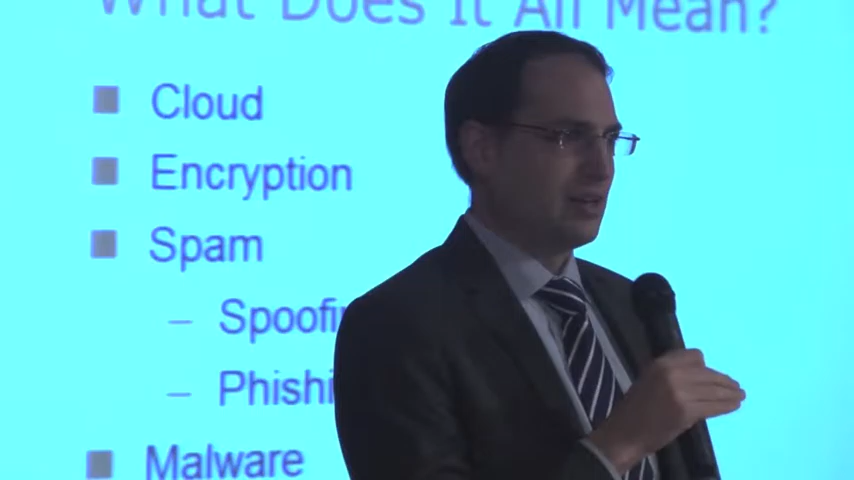 What Does It All Mean?
Cloud
Encryption
Spam
– Spoofi
– Phishi
Malware